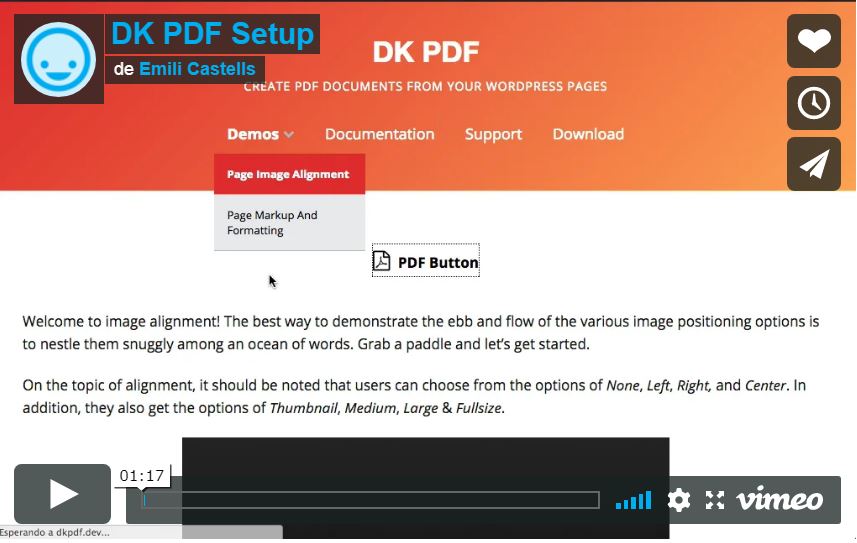 DK PDF Setup
de Emili Castells
DK PDF
CREATE PDF DOCUMENTS FROM YOUR WORDPRESS PAGES
Demos Documentation Support Download
Page Image Alignment
Page Markup And
Formatting
PDF Button
Welcome to image alignment! The best way to demonstrate the ebb and flow of the various image positioning options is
to nestle them snuggly among an ocean of words. Grab a paddle and let's get started.
On the topic of alignment, it should be noted that users can choose from the options of None, Left, Right, and Center. In
addition, they also get the options of Thumbnail, Medium, Large & Fullsize.
01:17
vimeo
Esperando a dkpdf.dev...